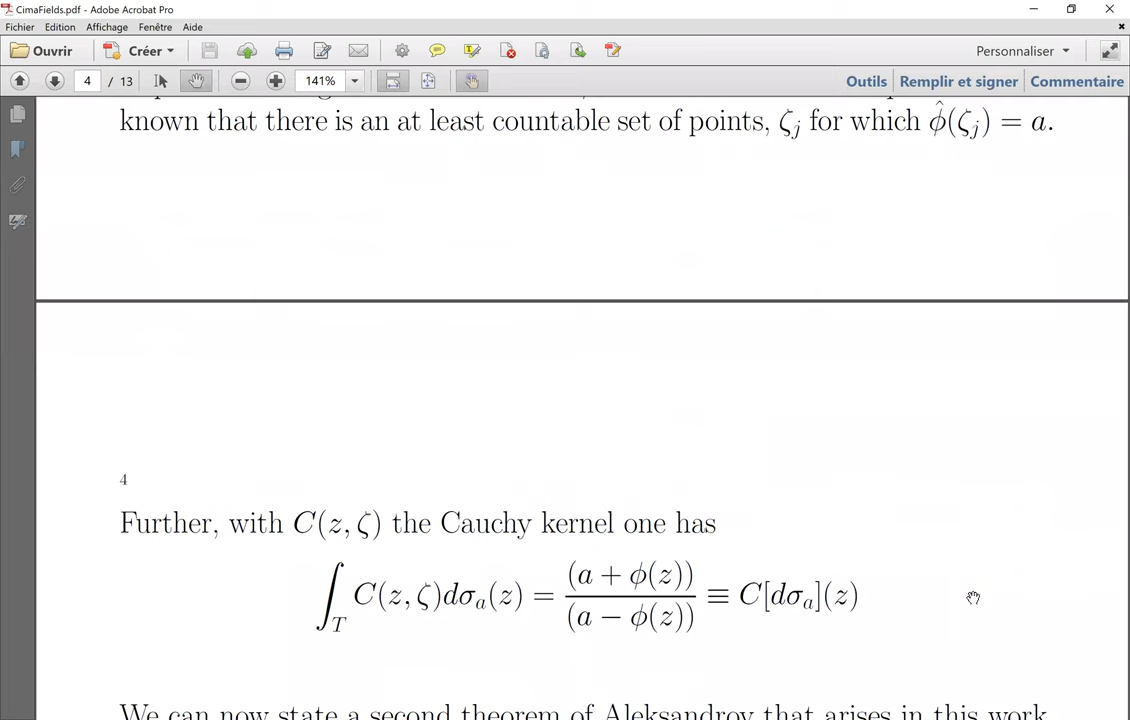 CimaFields.pdf - Adobe Acrobat Pro
Fichier Edition Affichage Fenêtre Aide
Ouvrir Créer Personnaliser
4 / 13 141% Outils Remplir et signer Commentaire
known that there is an at least countable set of points, ζ_j for which \hat{ϕ}(ζ_j) = a.
4
Further, with C(z, ζ) the Cauchy kernel one has
∫_T C(z, ζ)dσ_a(z) = (a + ϕ(z)) / (a − ϕ(z)) ≡ C[dσ_a](z)
We can now state a second theorem of Aleksandrov that arises in this work